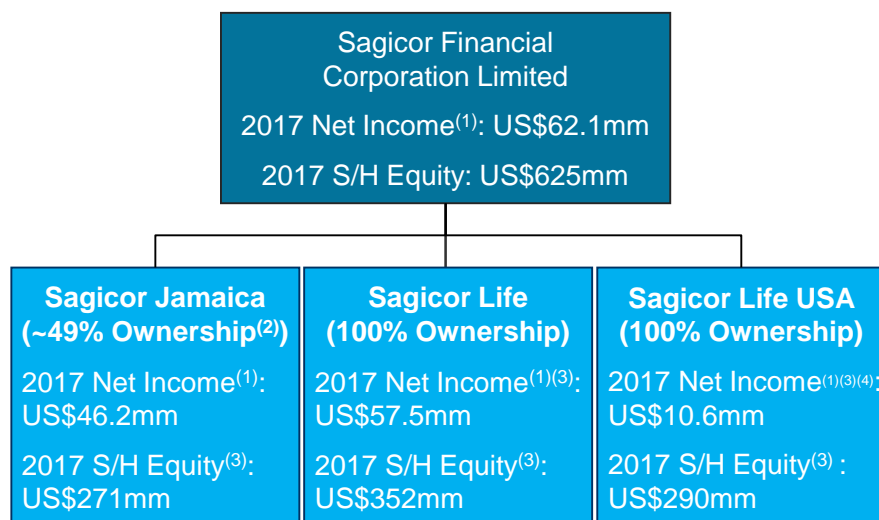 Sagicor Financial
Corporation Limited
2017 Net Income(1): US$62.1mm
2017 S/H Equity: US$625mm
Sagicor Jamaica
(~49% Ownership(2))
2017 Net Income(1):
US$46.2mm
2017 S/H Equity(3):
US$271mm
Sagicor Life
(100% Ownership)
2017 Net Income(1)(3):
US$57.5mm
2017 S/H Equity(3):
US$352mm
Sagicor Life USA
(100% Ownership)
2017 Net Income(1)(3)(4):
US$10.6mm
2017 S/H Equity(3) :
US$290mm